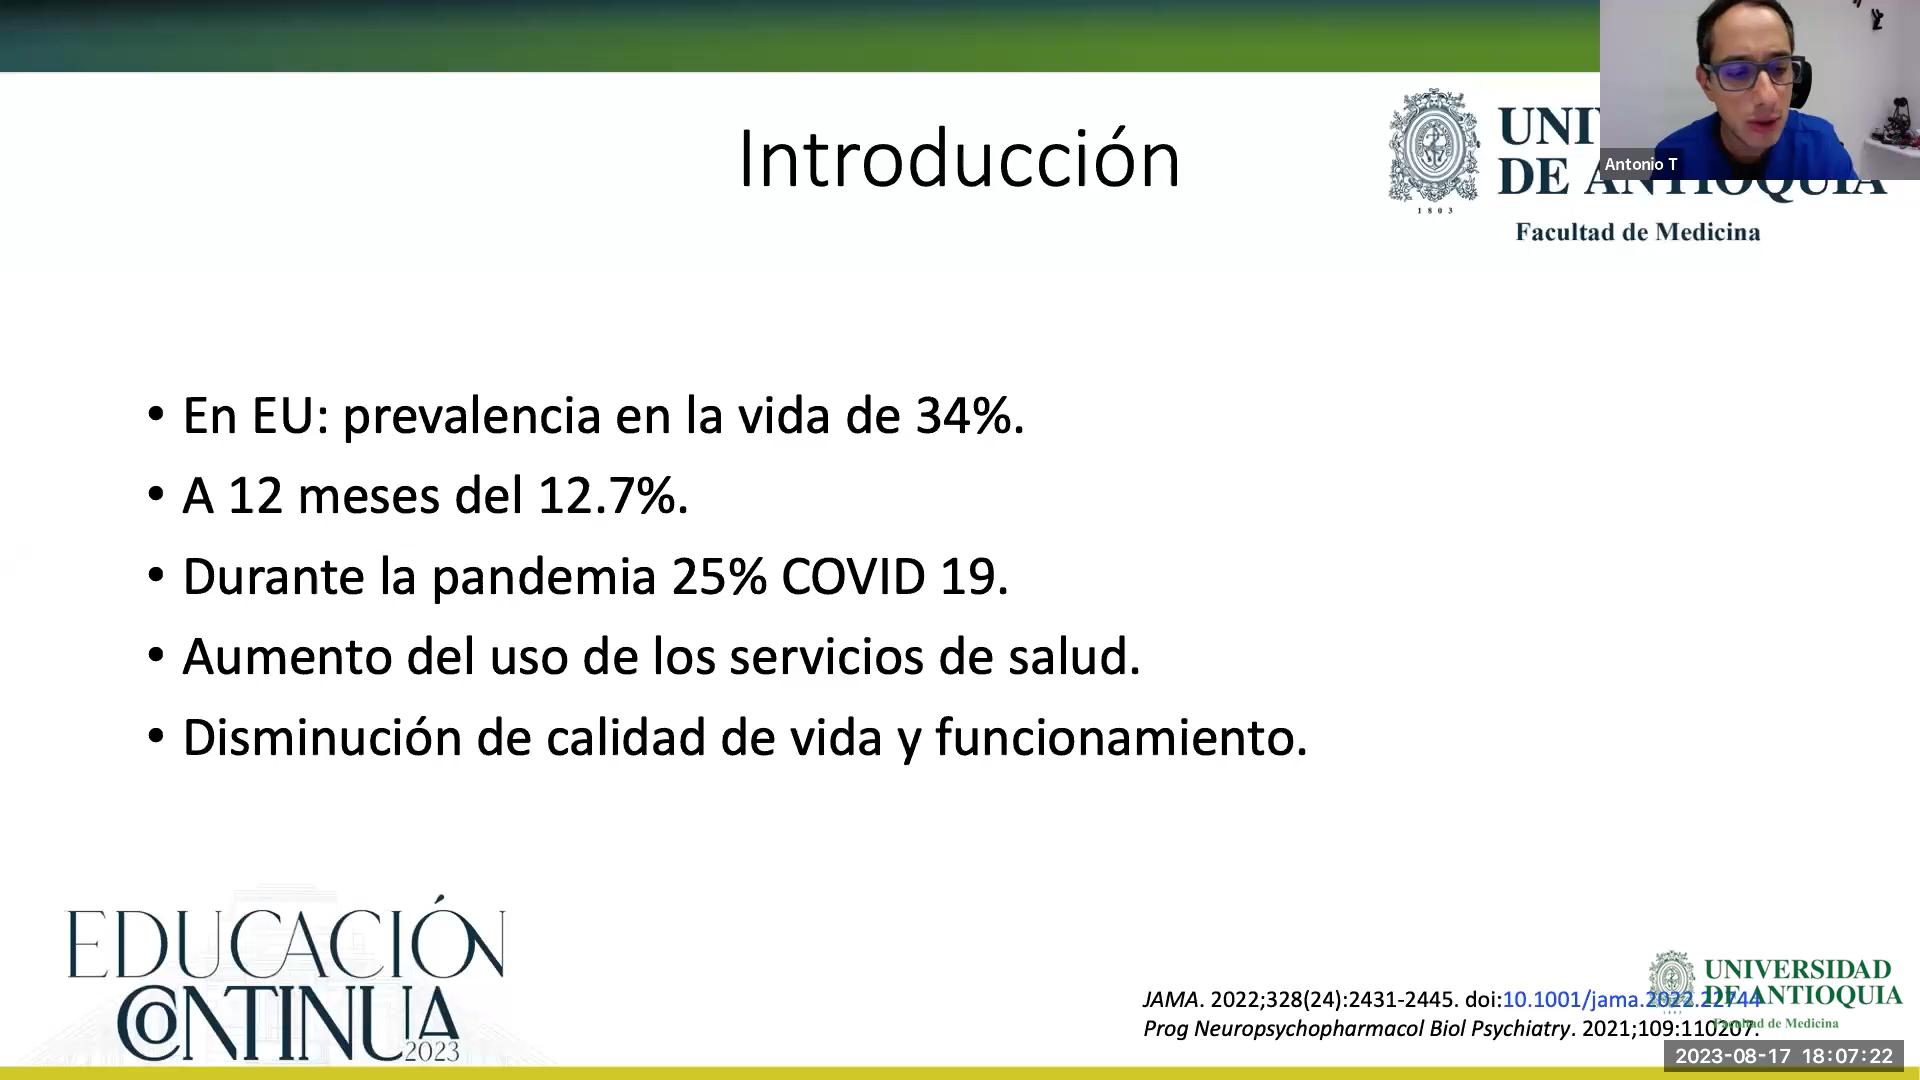 Introducción
UNI
DE ANTIOQUIA
1803
Facultad de Medicina
Antonio T
• En EU: prevalencia en la vida de 34%.
• A 12 meses del 12.7%.
• Durante la pandemia 25% COVID 19.
• Aumento del uso de los servicios de salud.
• Disminución de calidad de vida y funcionamiento.
EDUCACIÓN
CONTINUA
2023
JAMA. 2022;328(24):2431-2445. doi:10.1001/jama.2022.22744
Prog Neuropsychopharmacol Biol Psychiatry. 2021;109:110207.
UNIVERSIDAD
DE ANTIOQUIA
Facultad de Medicina
2023-08-17 18:07:22